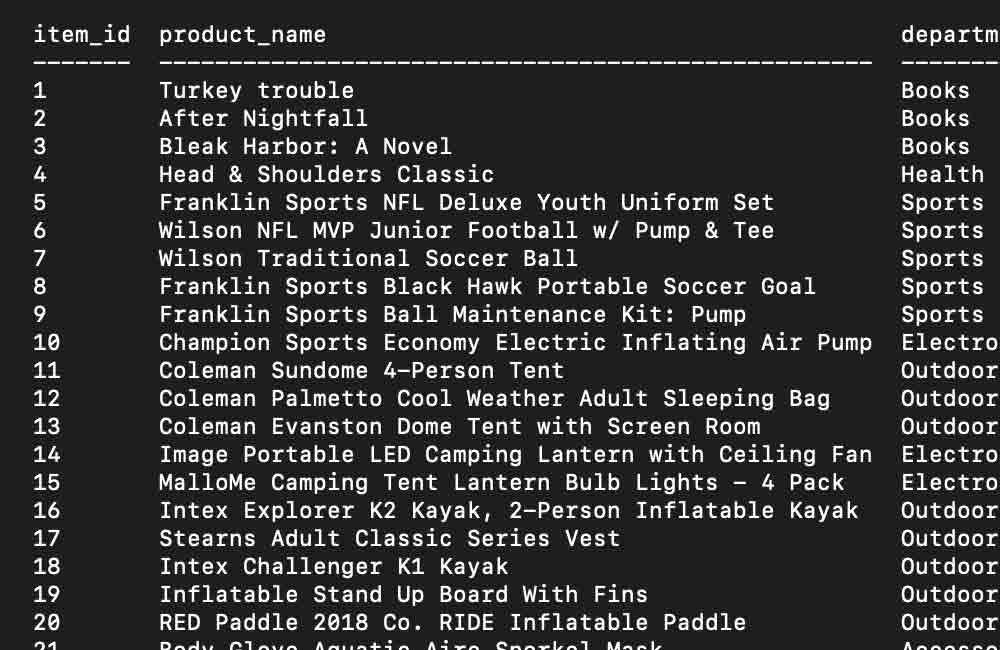 item_id product_name departm
------- --------------------------------------------------- -------
1 Turkey trouble Books
2 After Nightfall Books
3 Bleak Harbor: A Novel Books
4 Head & Shoulders Classic Health
5 Franklin Sports NFL Deluxe Youth Uniform Set Sports
6 Wilson NFL MVP Junior Football w/ Pump & Tee Sports
7 Wilson Traditional Soccer Ball Sports
8 Franklin Sports Black Hawk Portable Soccer Goal Sports
9 Franklin Sports Ball Maintenance Kit: Pump Sports
10 Champion Sports Economy Electric Inflating Air Pump Electro
11 Coleman Sundome 4-Person Tent Outdoor
12 Coleman Palmetto Cool Weather Adult Sleeping Bag Outdoor
13 Coleman Evanston Dome Tent with Screen Room Outdoor
14 Image Portable LED Camping Lantern with Ceiling Fan Electro
15 MalloMe Camping Tent Lantern Bulb Lights - 4 Pack Electro
16 Intex Explorer K2 Kayak, 2-Person Inflatable Kayak Outdoor
17 Stearns Adult Classic Series Vest Outdoor
18 Intex Challenger K1 Kayak Outdoor
19 Inflatable Stand Up Board With Fins Outdoor
20 RED Paddle 2018 Co. RIDE Inflatable Paddle Outdoor
21 Body Glove Aquatic Aire Snorkel Mask Accesso